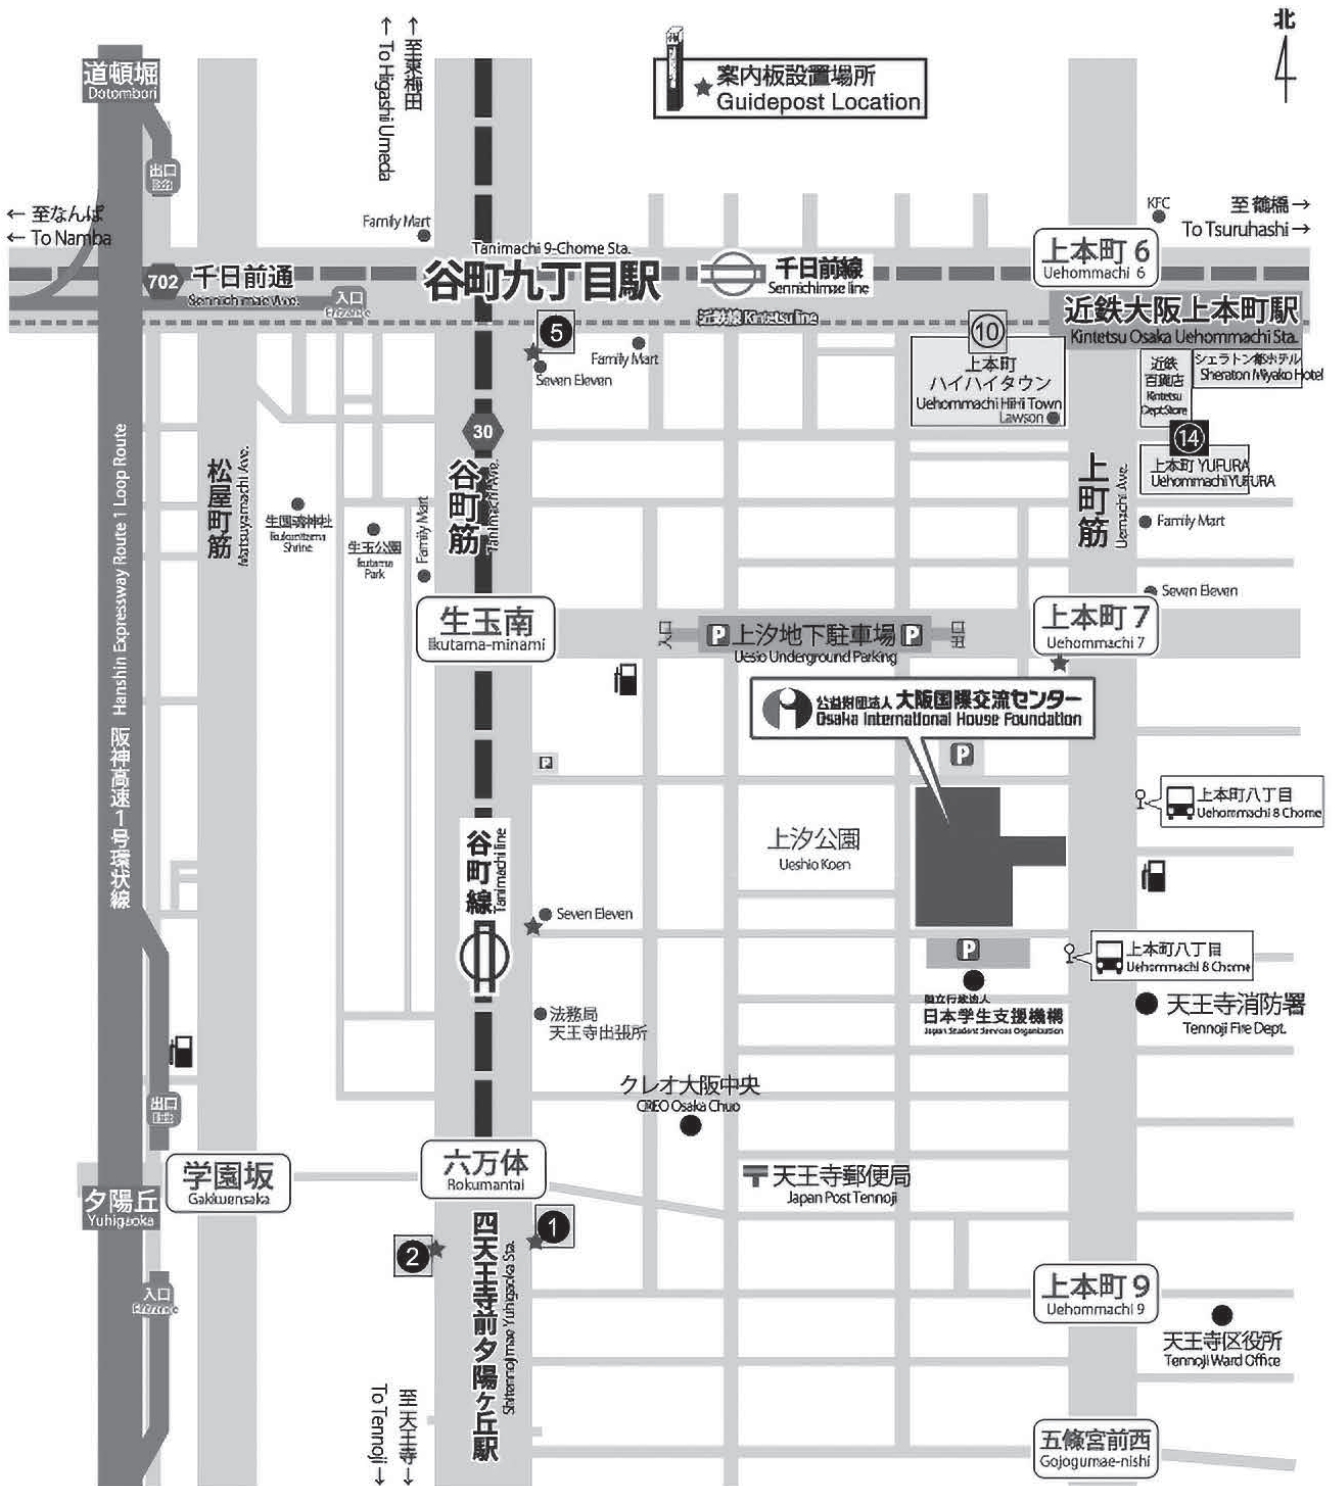 北
←至東梅田
← To Higashi Umeda
案内板設置場所
Guidepost Location
道頓堀
Dotombori
出口
Exit
← 至なんば
← To Namba
Family Mart
KFC
至鶴橋→
To Tsuruhashi→
Tanimachi 9-Chome Sta.
谷町九丁目駅
702
千日前通
Sennichimae Ave.
入口
Entrance
千日前線
Sennichimae line
上本町 6
Uehommachi 6
近鉄線 Kintetsu line
近鉄大阪上本町駅
Kintetsu Osaka Uehommachi Sta.
5
Family Mart
Seven Eleven
10
上本町
ハイハイタウン
Uehommachi HiHi Town
Lawson
近鉄
百貨店
Kintetsu
Dept.Store
シェラトン都ホテル
Sheraton Miyako Hotel
14
上本町 YUFURA
Uehommachi YUFURA
30
Hanshin Expressway Route 1 Loop Route
阪神高速1号環状線
松屋町筋
Matsuyamachi Ave.
生国魂神社
Ikukunitama
Shrine
生玉公園
Ikutama
Park
Family Mart
谷町筋
Tanimachi Ave.
上町筋
Uemachi Ave.
Family Mart
Seven Eleven
生玉南
Ikutama-minami
入口
P
上汐地下駐車場
P
出口
Uesio Underground Parking
上本町 7
Uehommachi 7
公益財団法人 大阪国際交流センター
Osaka International House Foundation
P
P
上本町八丁目
Uehommachi 8 Chome
谷町線
Tanimachi line
上汐公園
Ueshio Koen
Seven Eleven
P
上本町八丁目
Uehommachi 8 Chome
法務局
天王寺出張所
独立行政法人
日本学生支援機構
Japan Student Services Organization
天王寺消防署
Tennoji Fire Dept.
クレオ大阪中央
CREO Osaka Chuo
出口
Exit
学園坂
Gakkuensaka
六万体
Rokumantai
天王寺郵便局
Japan Post Tennoji
夕陽丘
Yuhigaoka
2
1
四天王寺前夕陽ヶ丘駅
Shitennojimae Yuhigaoka Sta.
入口
Entrance
上本町 9
Uehommachi 9
天王寺区役所
Tennoji Ward Office
至天王寺→
To Tennoji→
五條宮前西
Gojogumae-nishi